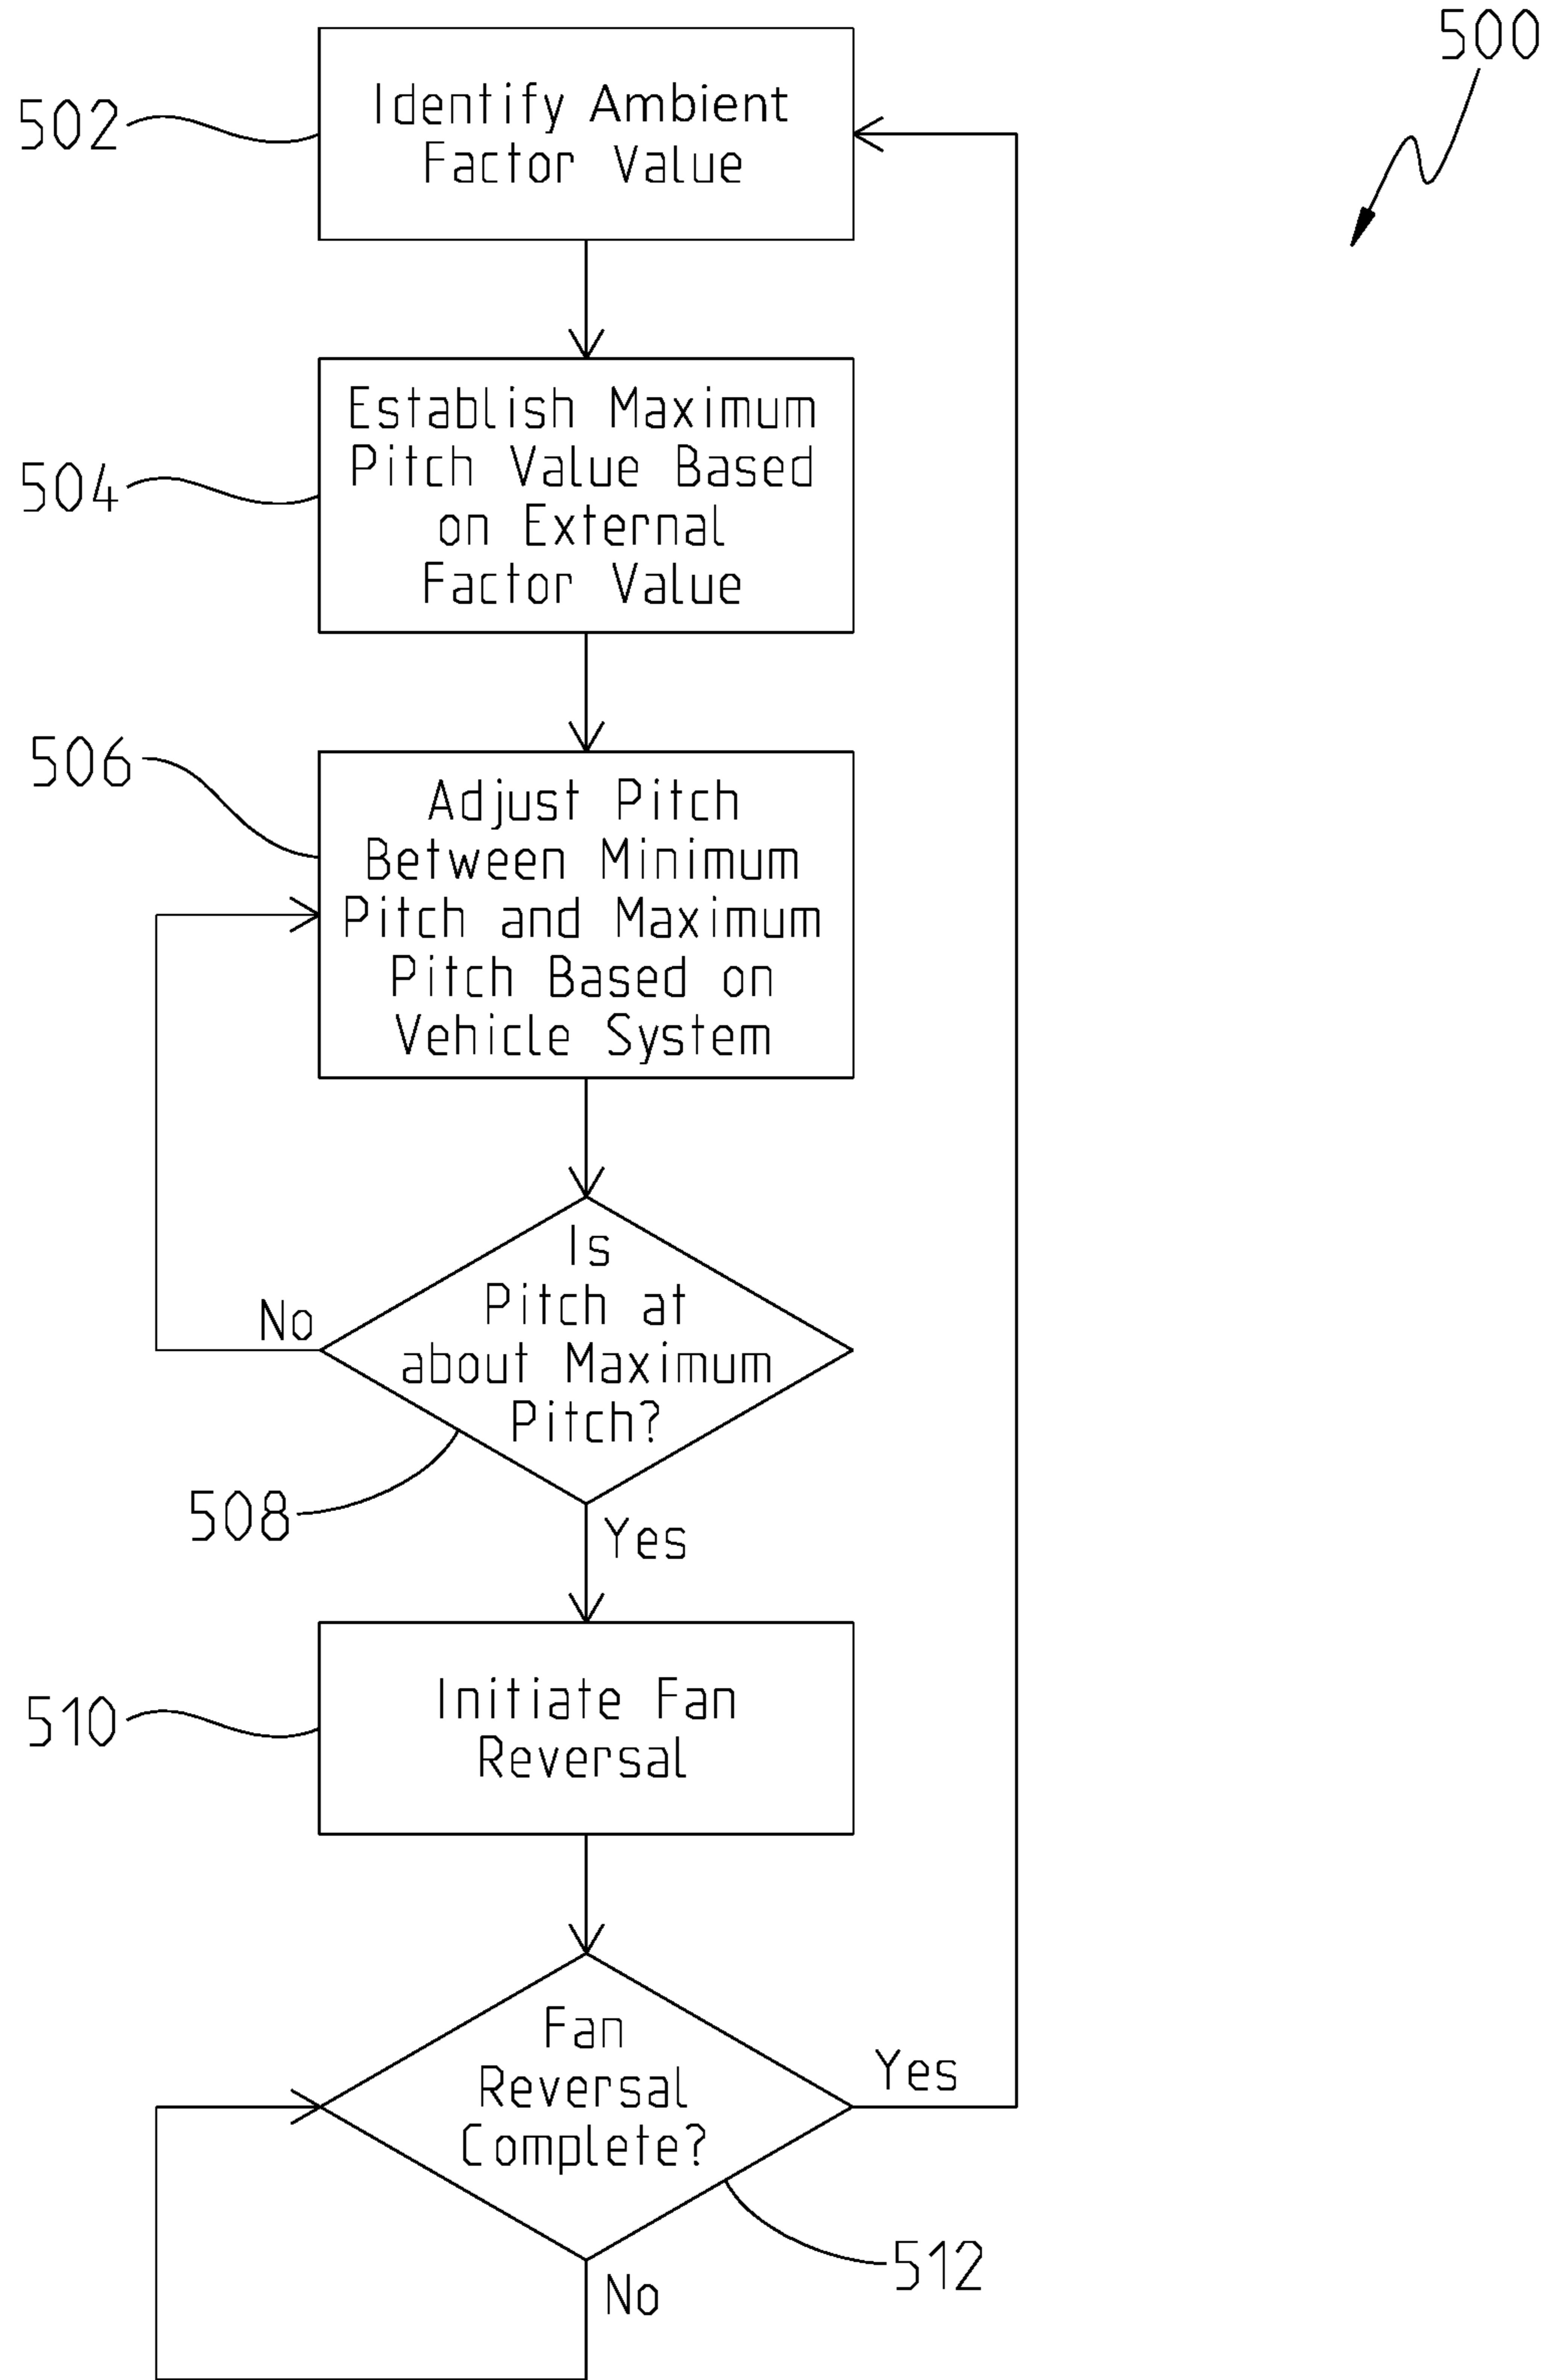 500
502
Identify Ambient
Factor Value
504
Establish Maximum
Pitch Value Based
on External
Factor Value
506
Adjust Pitch
Between Minimum
Pitch and Maximum
Pitch Based on
Vehicle System
Is
Pitch at
about Maximum
Pitch?
No
508
Yes
510
Initiate Fan
Reversal
Fan
Reversal
Complete?
Yes
512
No